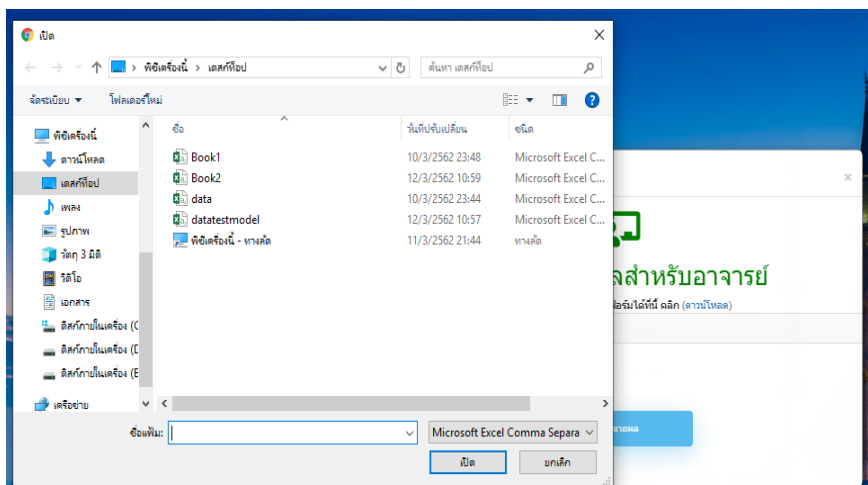 เปิด
พีซีเครื่องนี้ › เดสก์ท็อป
ค้นหา เดสก์ท็อป
จัดระเบียบ
โฟลเดอร์ใหม่
พีซีเครื่องนี้
ดาวน์โหลด
เดสก์ท็อป
เพลง
รูปภาพ
วัตถุ 3 มิติ
วิดีโอ
เอกสาร
ดิสก์ภายในเครื่อง (C
ดิสก์ภายในเครื่อง (D
ดิสก์ภายในเครื่อง (E
เครือข่าย
ชื่อ วันที่ปรับเปลี่ยน ชนิด
Book1 10/3/2562 23:48 Microsoft Excel C...
Book2 12/3/2562 10:59 Microsoft Excel C...
data 10/3/2562 23:44 Microsoft Excel C...
datatestmodel 12/3/2562 10:57 Microsoft Excel C...
พีซีเครื่องนี้ - ทางลัด 11/3/2562 21:44 ทางลัด
ชื่อแฟ้ม:
Microsoft Excel Comma Separa
เปิด
ยกเลิก
ลสำหรับอาจารย์
ฟอร์มได้ที่นี้ คลิก (ดาวน์โหลด)
ายผล